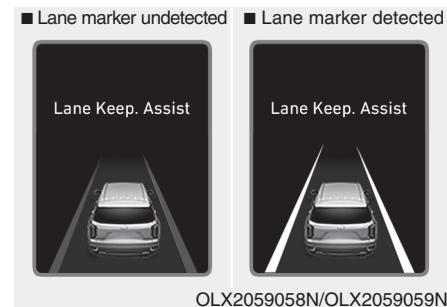 ■ Lane marker undetected
■ Lane marker detected
Lane Keep. Assist
Lane Keep. Assist
OLX2059058N/OLX2059059N